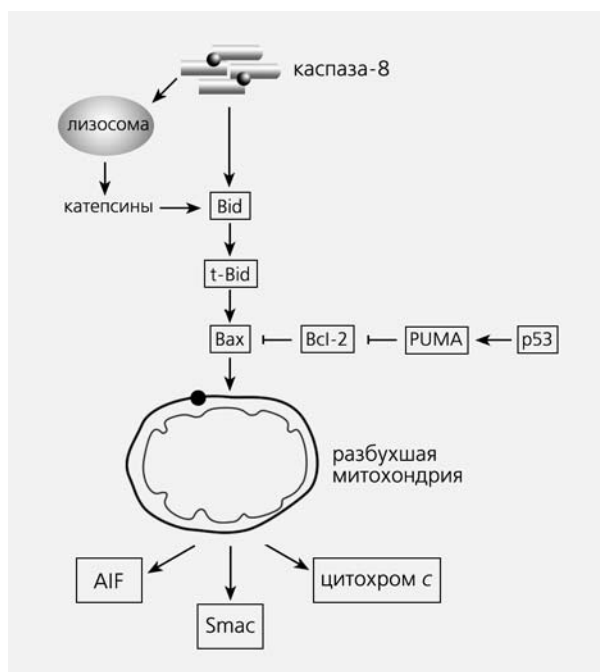 каспаза-8
лизосома
катепсины
Bid
t-Bid
Bax
Bcl-2
PUMA
p53
разбухшая
митохондрия
AIF
Smac
цитохром с